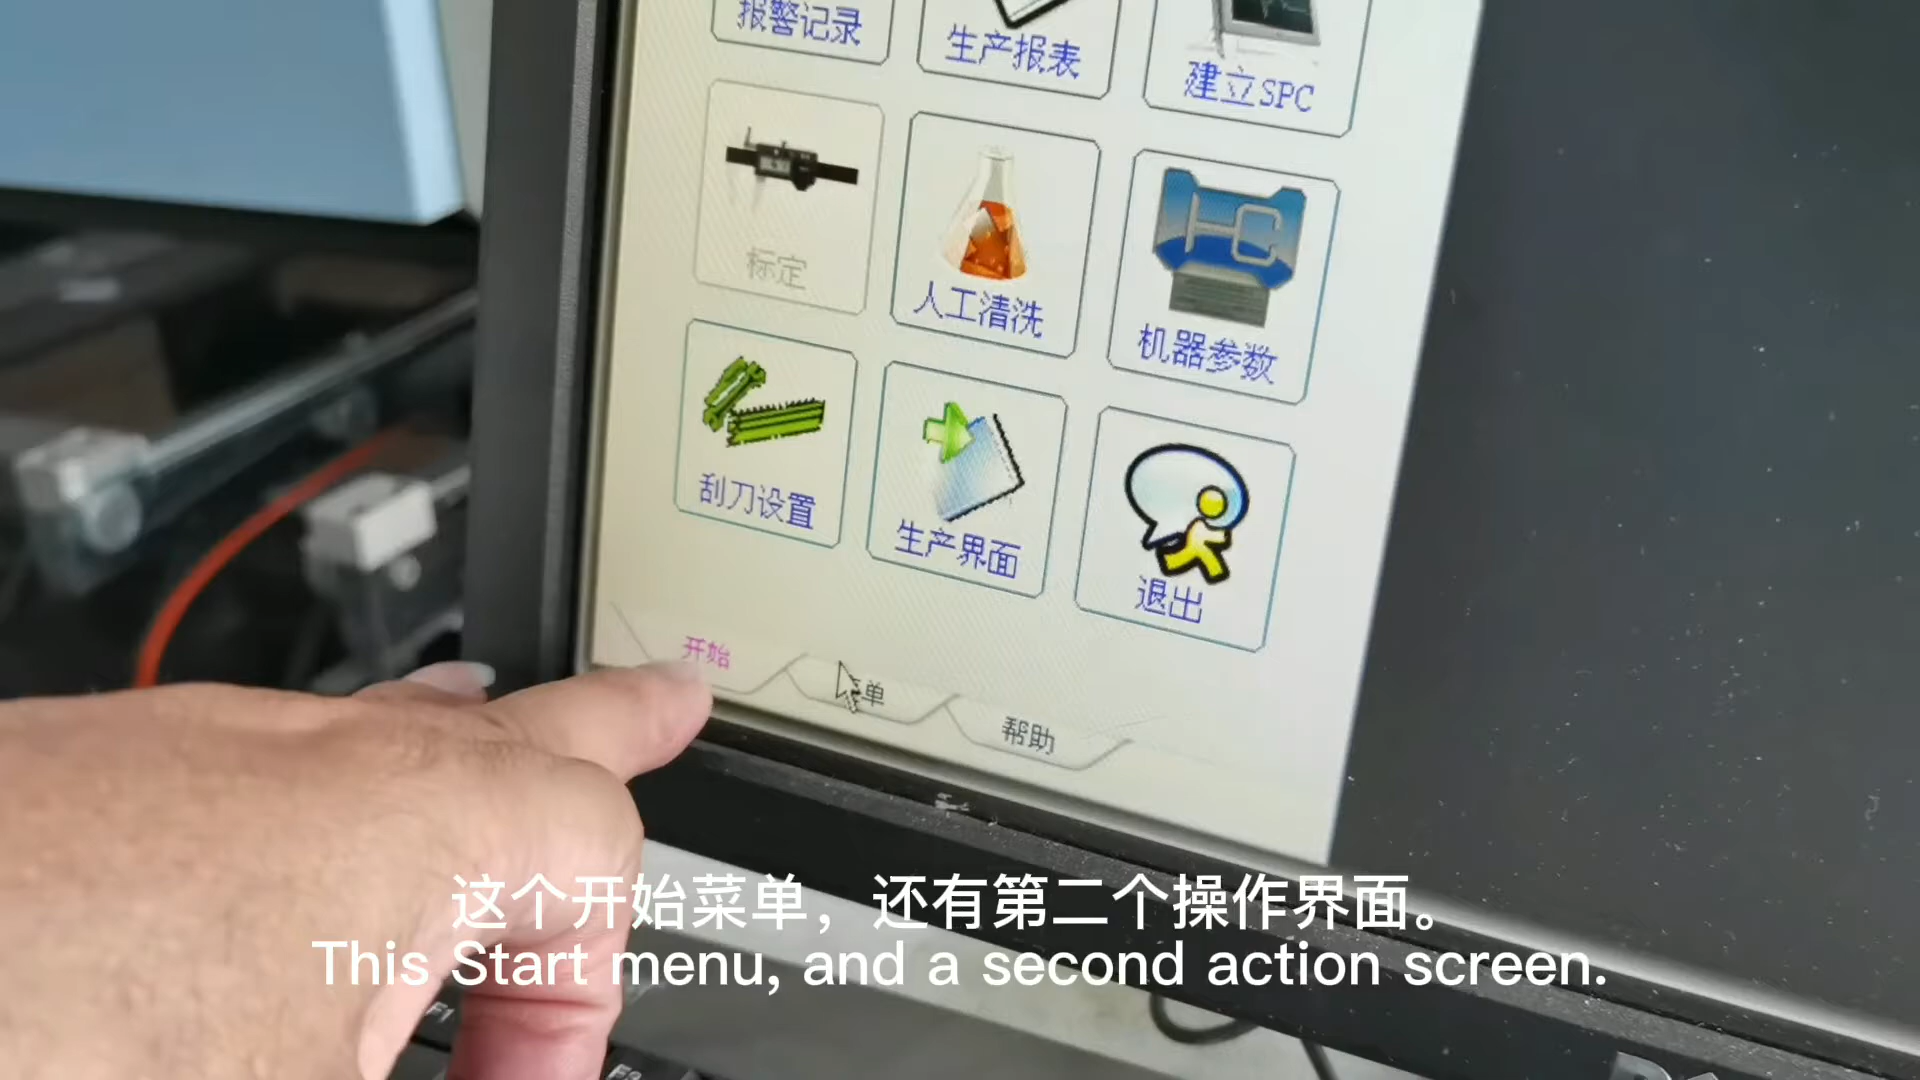 报警记录
生产报表
建立SPC
标定
人工清洗
HC
机器参数
刮刀设置
生产界面
退出
开始
单
帮助
这个开始菜单，还有第二个操作界面。
This Start menu, and a second action screen.
F1